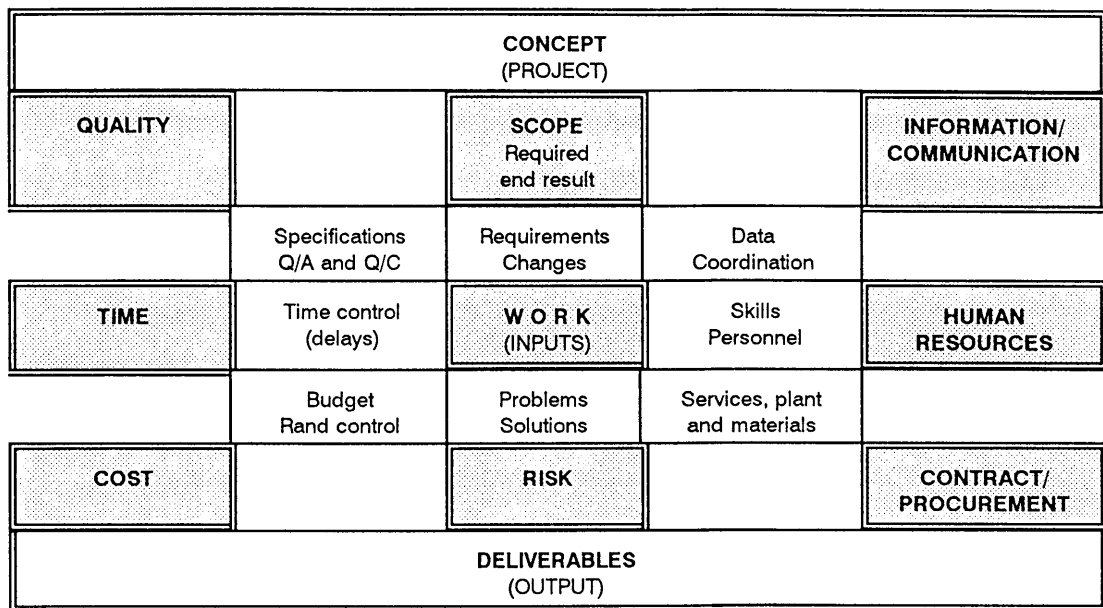 CONCEPT
(PROJECT)
QUALITY
SCOPE
Required
end result
INFORMATION/
COMMUNICATION
Specifications
Q/A and Q/C
Requirements
Changes
Data
Coordination
TIME
Time control
(delays)
W O R K
(INPUTS)
Skills
Personnel
HUMAN
RESOURCES
Budget
Rand control
Problems
Solutions
Services, plant
and materials
COST
RISK
CONTRACT/
PROCUREMENT
DELIVERABLES
(OUTPUT)